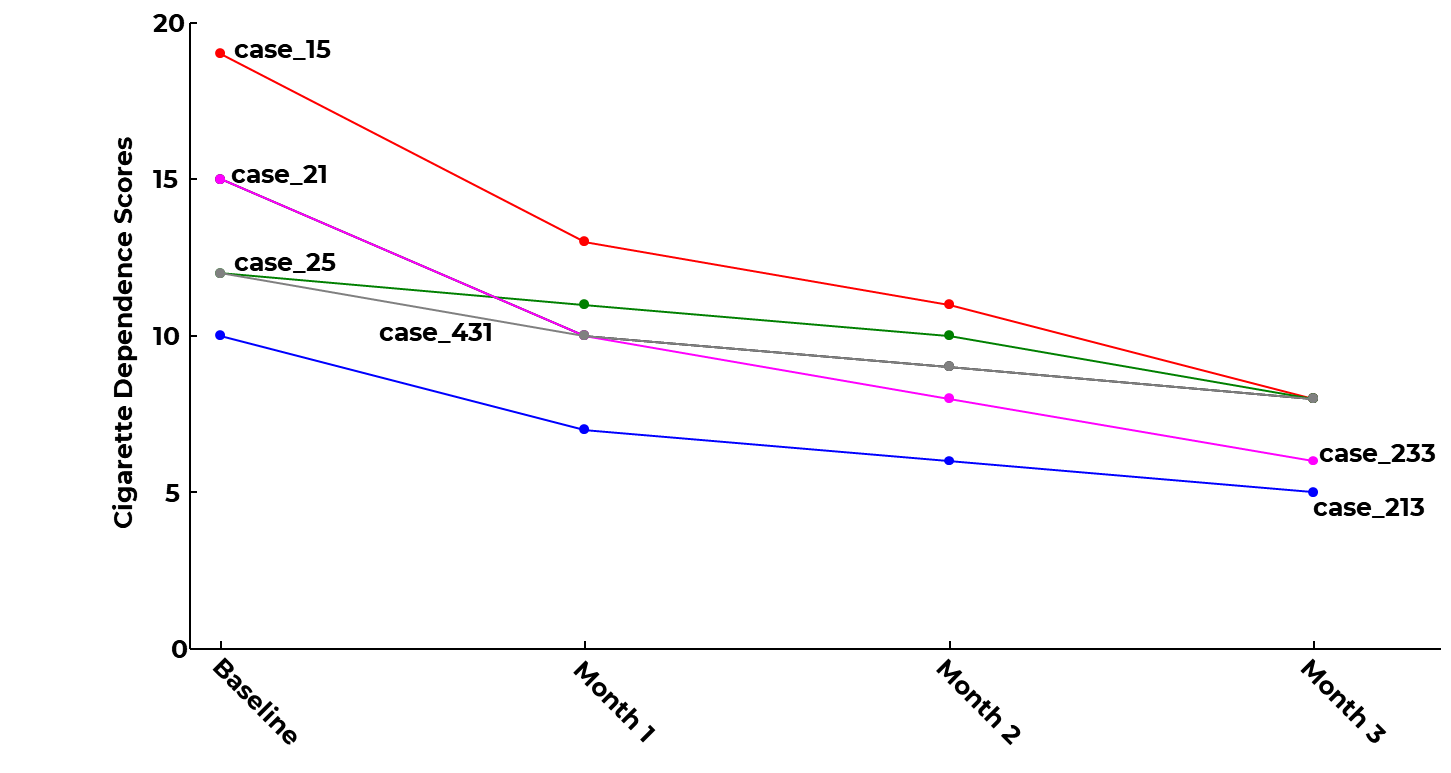 20
case_15
case_21
15
case_25
case_431
10
case_233
5
case_213
0
Cigarette Dependence Scores
Baseline
Month 1
Month 2
Month 3